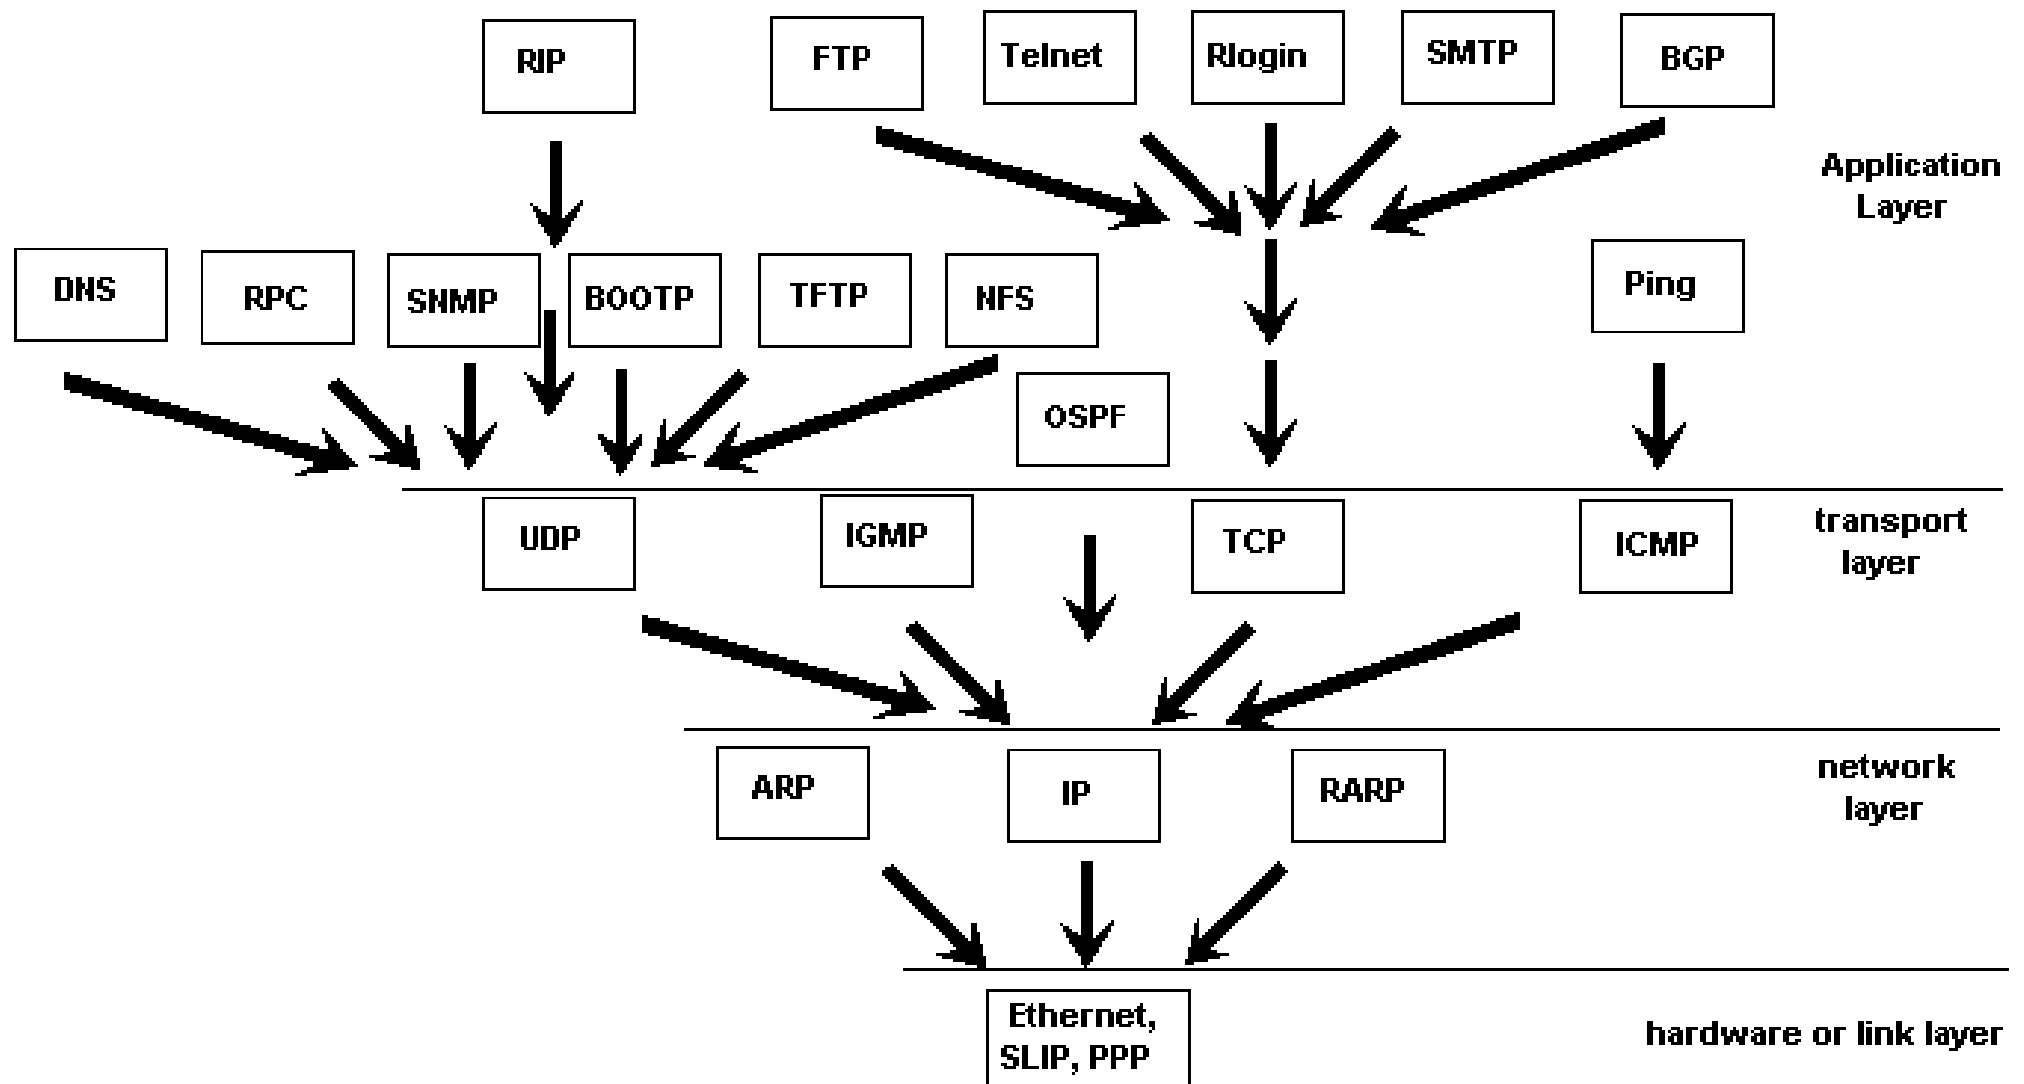 RIP
FTP
Telnet
Rlogin
SMTP
BGP
Application
Layer
DNS
RPC
SNMP
BOOTP
TFTP
NFS
Ping
OSPF
UDP
IGMP
TCP
ICMP
transport
layer
ARP
IP
RARP
network
layer
Ethernet,
SLIP, PPP
hardware or link layer